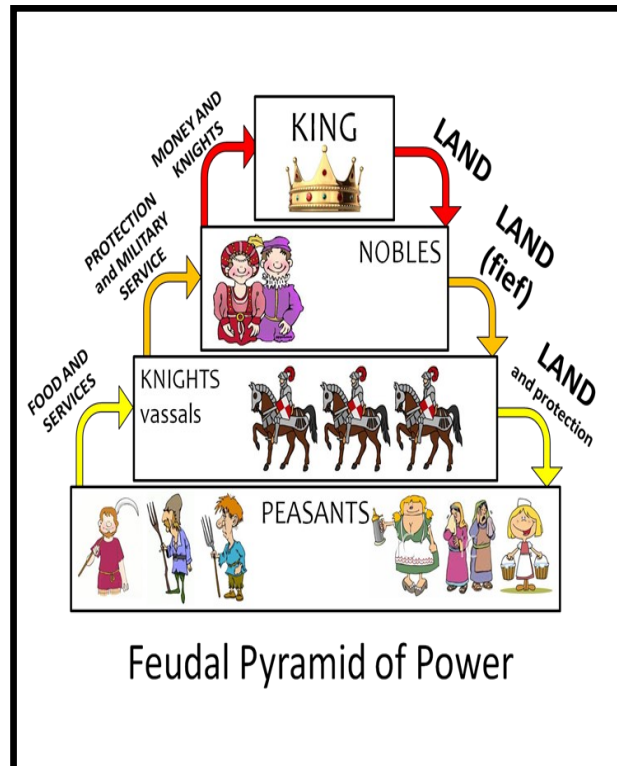 MONEY AND
KNIGHTS
KING
LAND
PROTECTION
and MILITARY
SERVICE
NOBLES
LAND
(fief)
FOOD AND
SERVICES
KNIGHTS
vassals
LAND
and protection
PEASANTS
Feudal Pyramid of Power